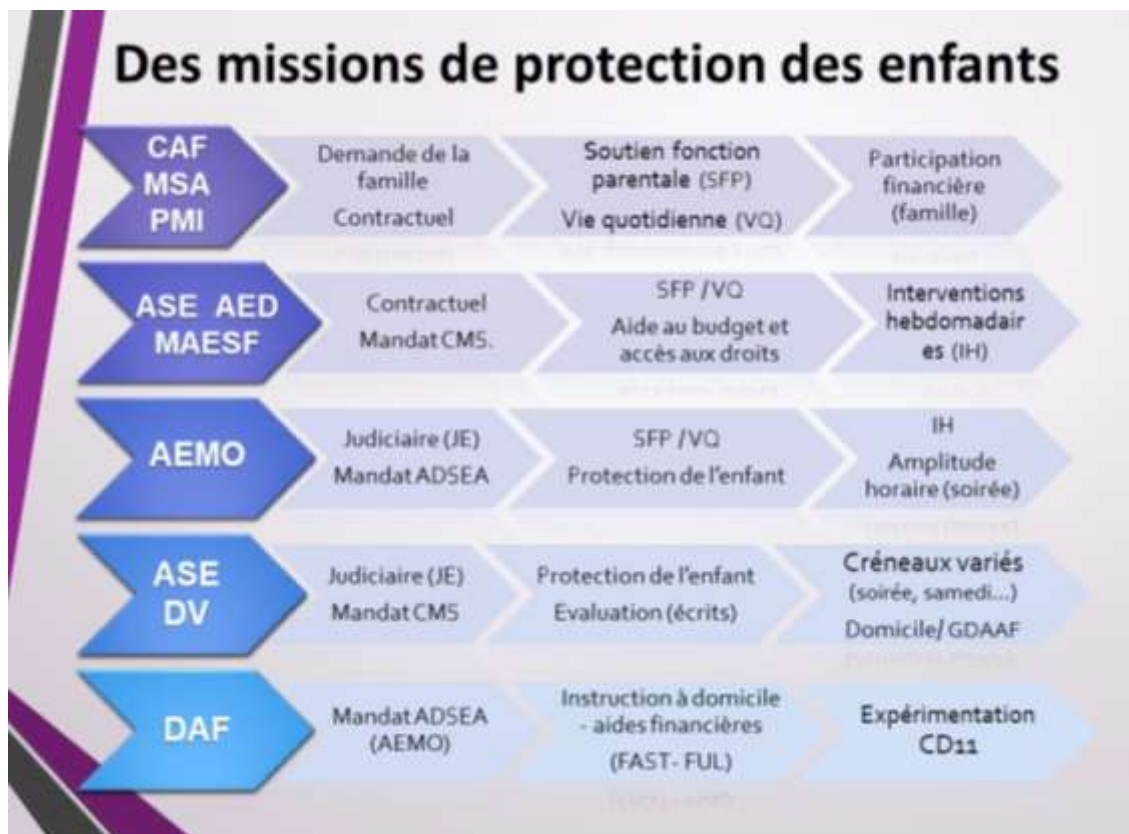 Des missions de protection des enfants
CAF
MSA
PMI
Demande de la
famille
Contractuel
Soutien fonction
parentale (SFP)
Vie quotidienne (VQ)
Participation
financière
(famille)
ASE AED
MAESF
Contractuel
Mandat CMS.
SFP /VQ
Aide au budget et
accès aux droits
Interventions
hebdomadair
es (IH)
AEMO
Judiciaire (JE)
Mandat ADSEA
SFP /VQ
Protection de l'enfant
IH
Amplitude
horaire (soirée)
ASE
DV
Judiciaire (JE)
Mandat CMS
Protection de l'enfant
Evaluation (écrits)
Créneaux variés
(soirée, samedi...)
Domicile/ GDAAF
DAF
Mandat ADSEA
(AEMO)
Instruction à domicile
- aides financières
(FAST- FUL)
Expérimentation
CD11